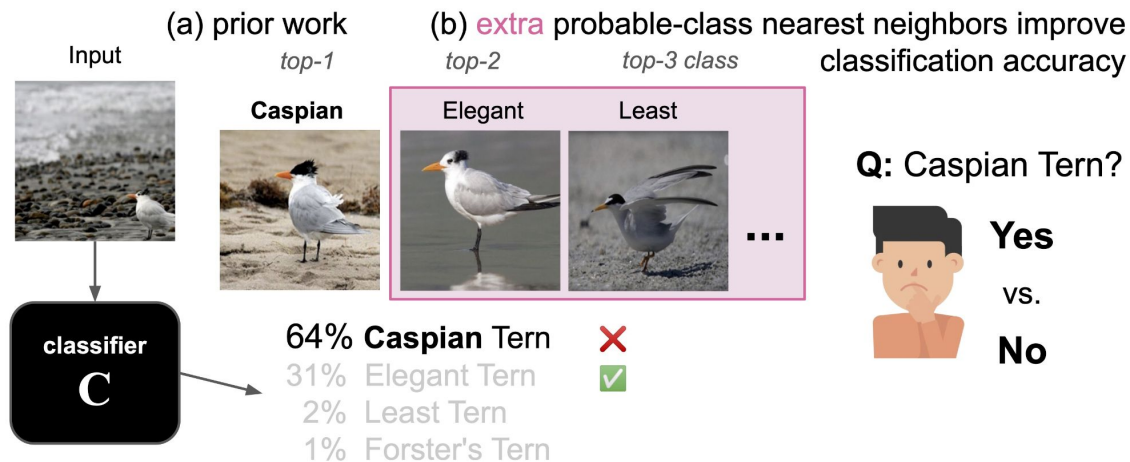 (a) prior work
(b) extra probable-class nearest neighbors improve
classification accuracy
Input
top-1
top-2
top-3 class
Caspian
Elegant
Least
...
Q: Caspian Tern?
Yes
vs.
No
classifier
C
64% Caspian Tern
31% Elegant Tern
2% Least Tern
1% Forster's Tern